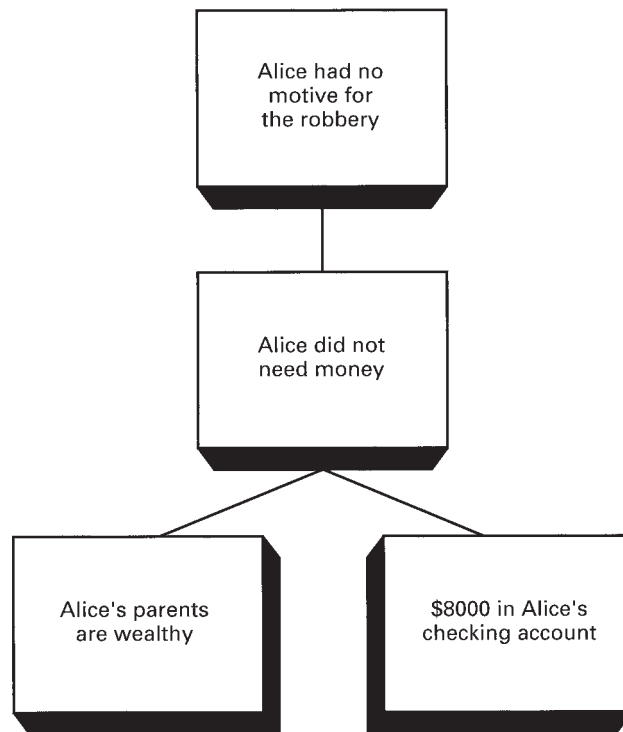 Alice had no
motive for
the robbery
Alice did not
need money
Alice's parents
are wealthy
$8000 in Alice's
checking account